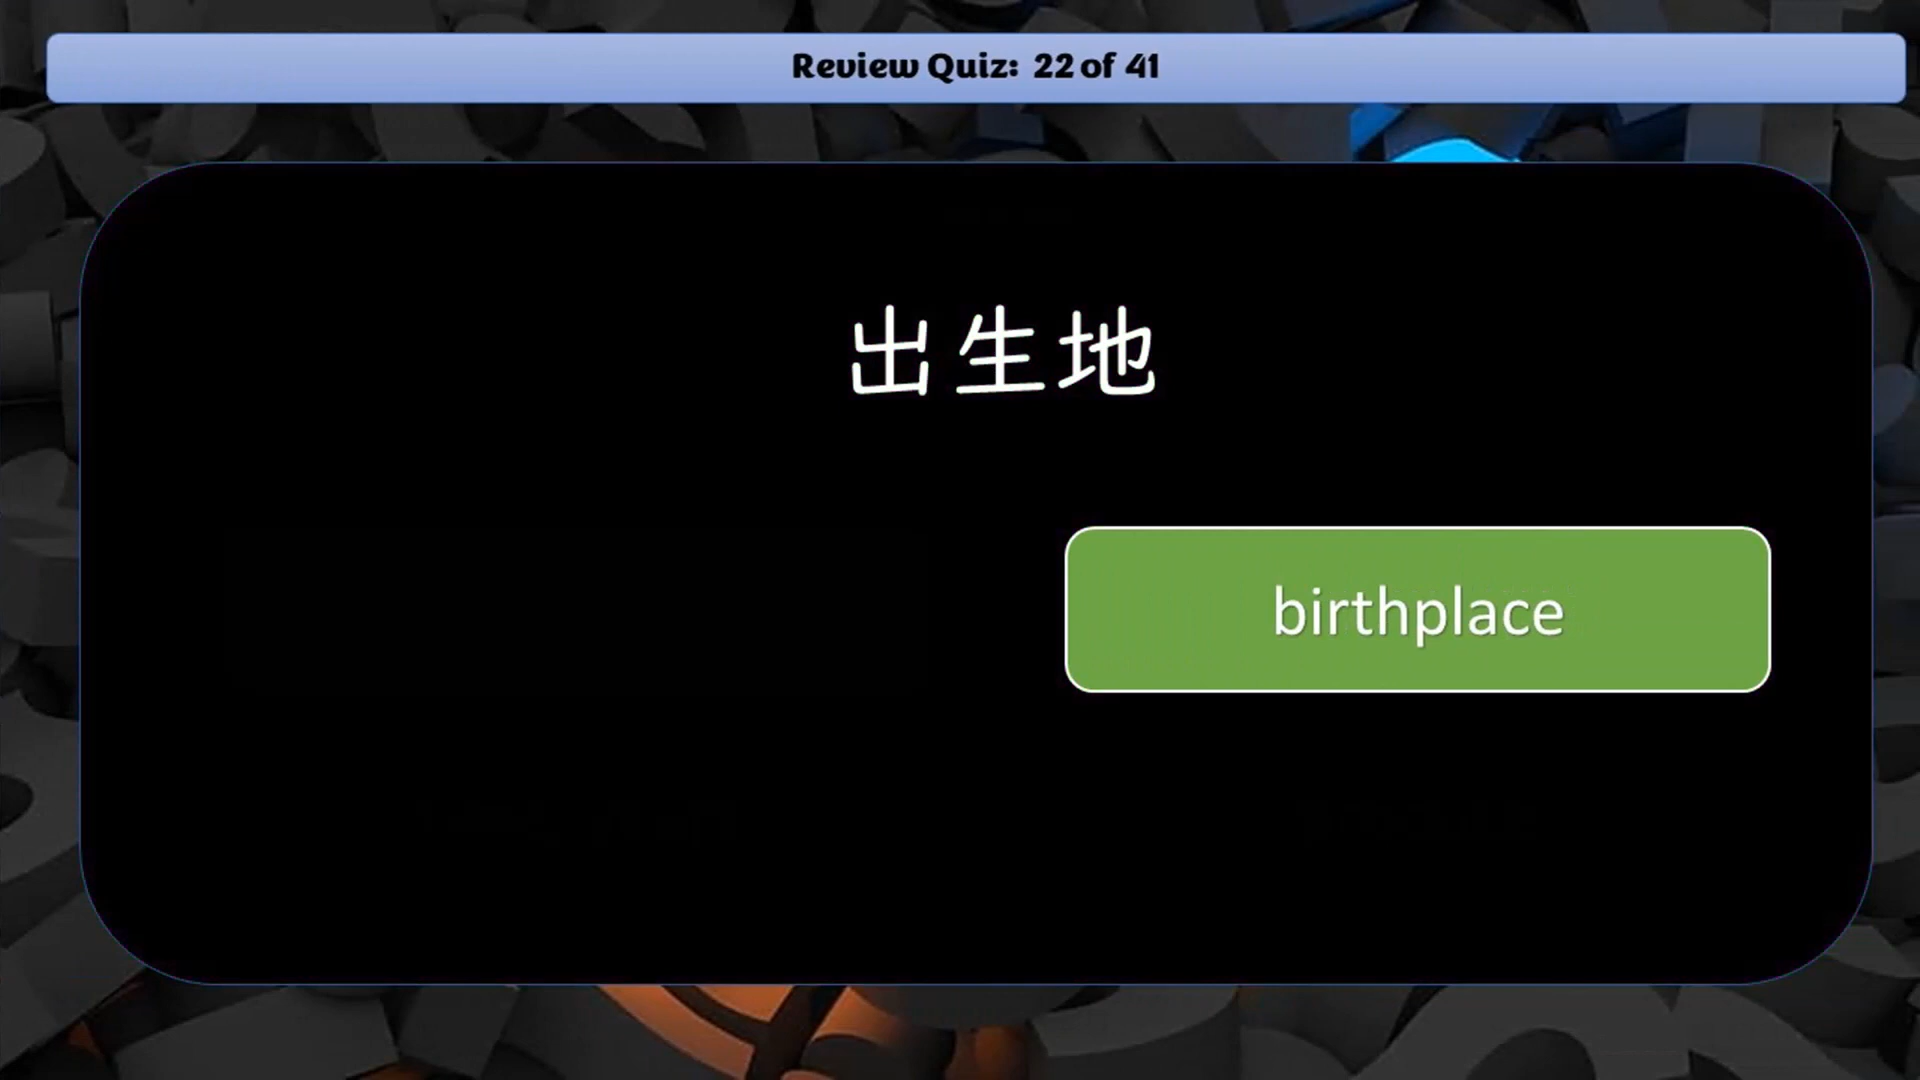 Review Quiz: 22 of 41
出生地
birthplace